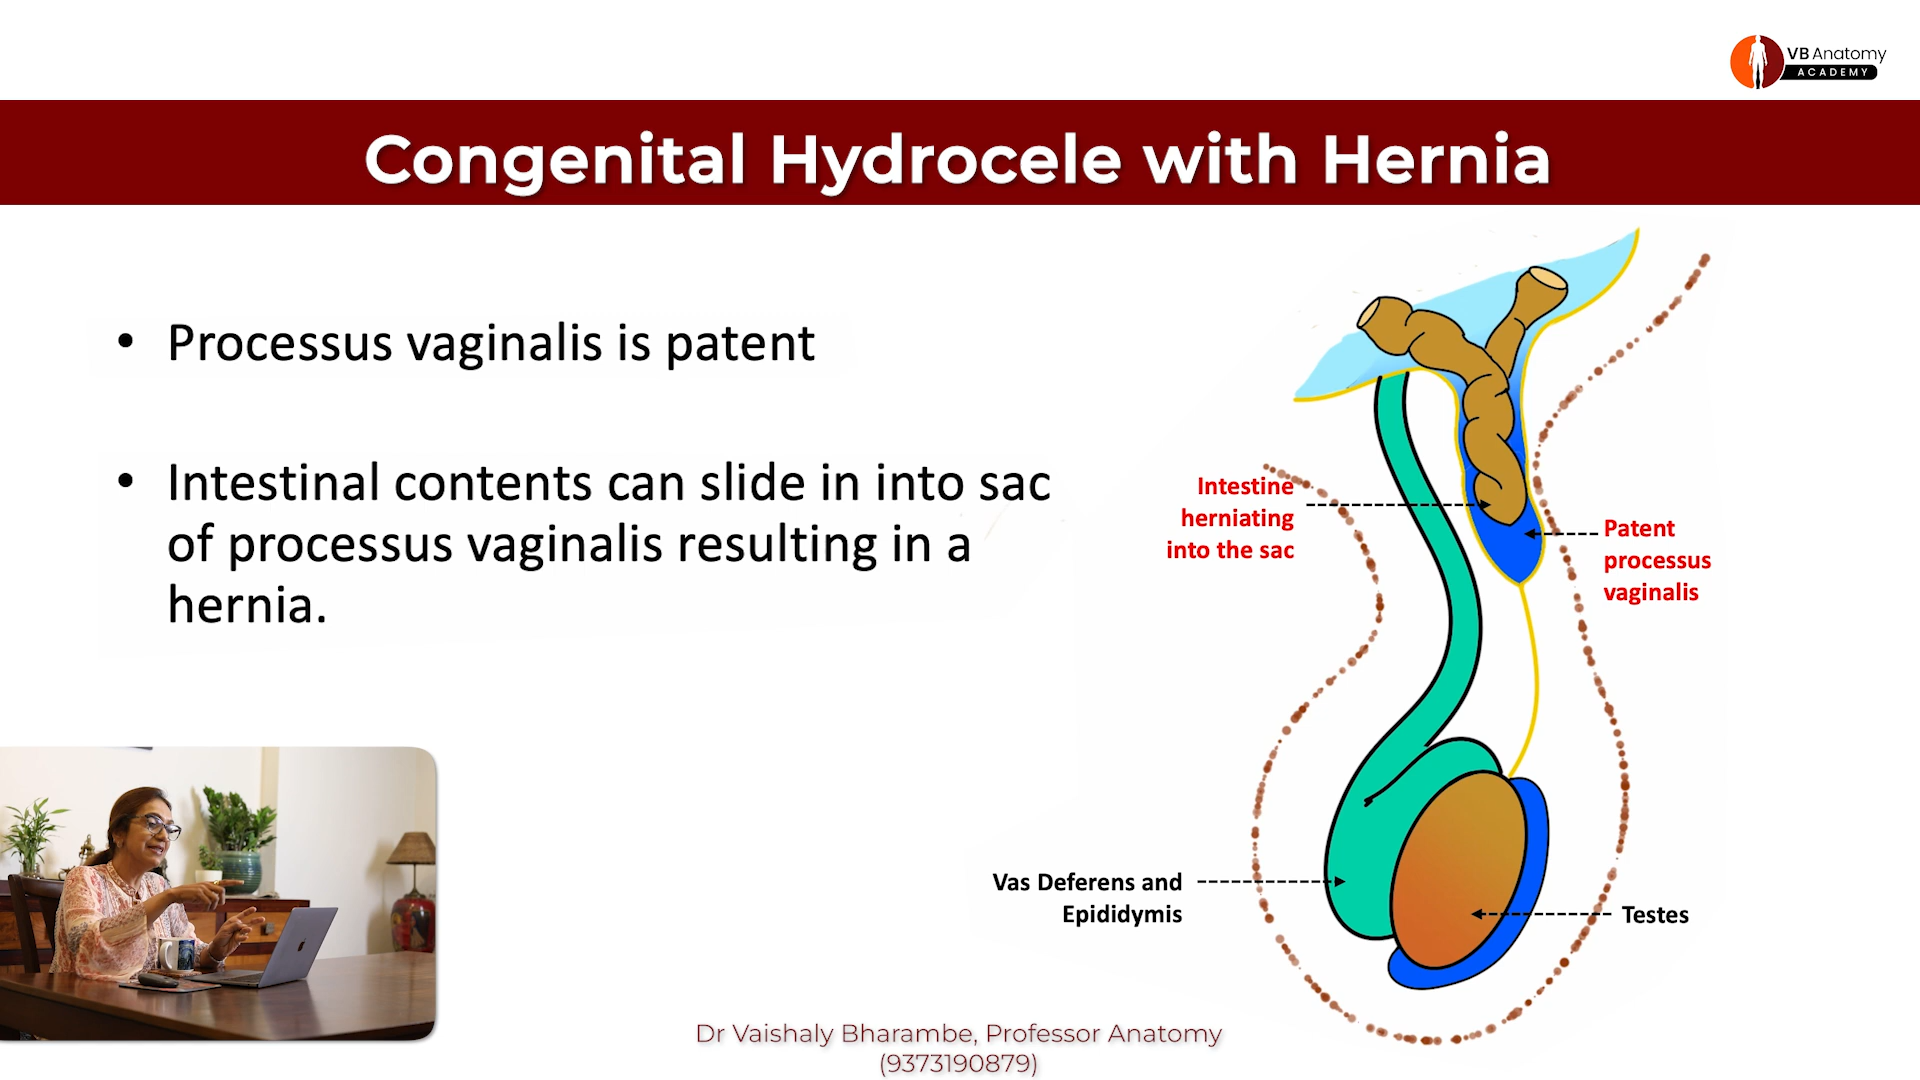 VB Anatomy
ACADEMY
Congenital Hydrocele with Hernia
• Processus vaginalis is patent
• Intestinal contents can slide in into sac
of processus vaginalis resulting in a
hernia.
Intestine
herniating
into the sac
Patent
processus
vaginalis
Vas Deferens and
Epididymis
Testes
Dr Vaishaly Bharambe, Professor Anatomy
(9373190879)